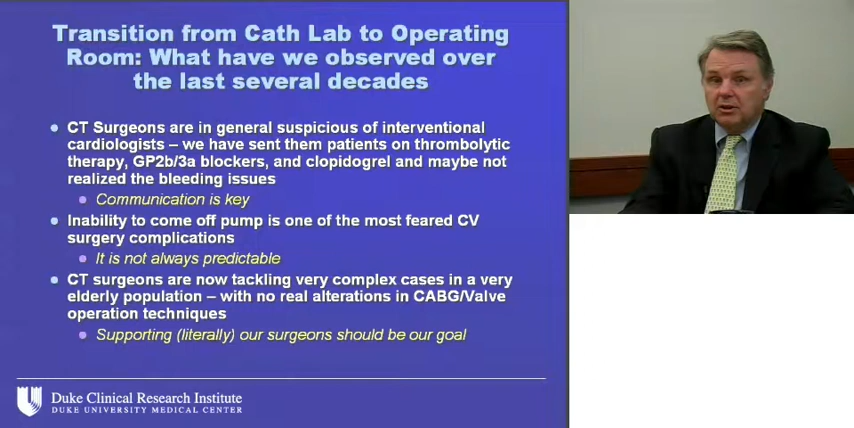 Transition from Cath Lab to Operating
Room: What have we observed over
the last several decades
CT Surgeons are in general suspicious of interventional
cardiologists – we have sent them patients on thrombolytic
therapy, GP2b/3a blockers, and clopidogrel and maybe not
realized the bleeding issues
Communication is key
Inability to come off pump is one of the most feared CV
surgery complications
It is not always predictable
CT surgeons are now tackling very complex cases in a very
elderly population – with no real alterations in CABG/Valve
operation techniques
Supporting (literally) our surgeons should be our goal
Duke Clinical Research Institute
DUKE UNIVERSITY MEDICAL CENTER